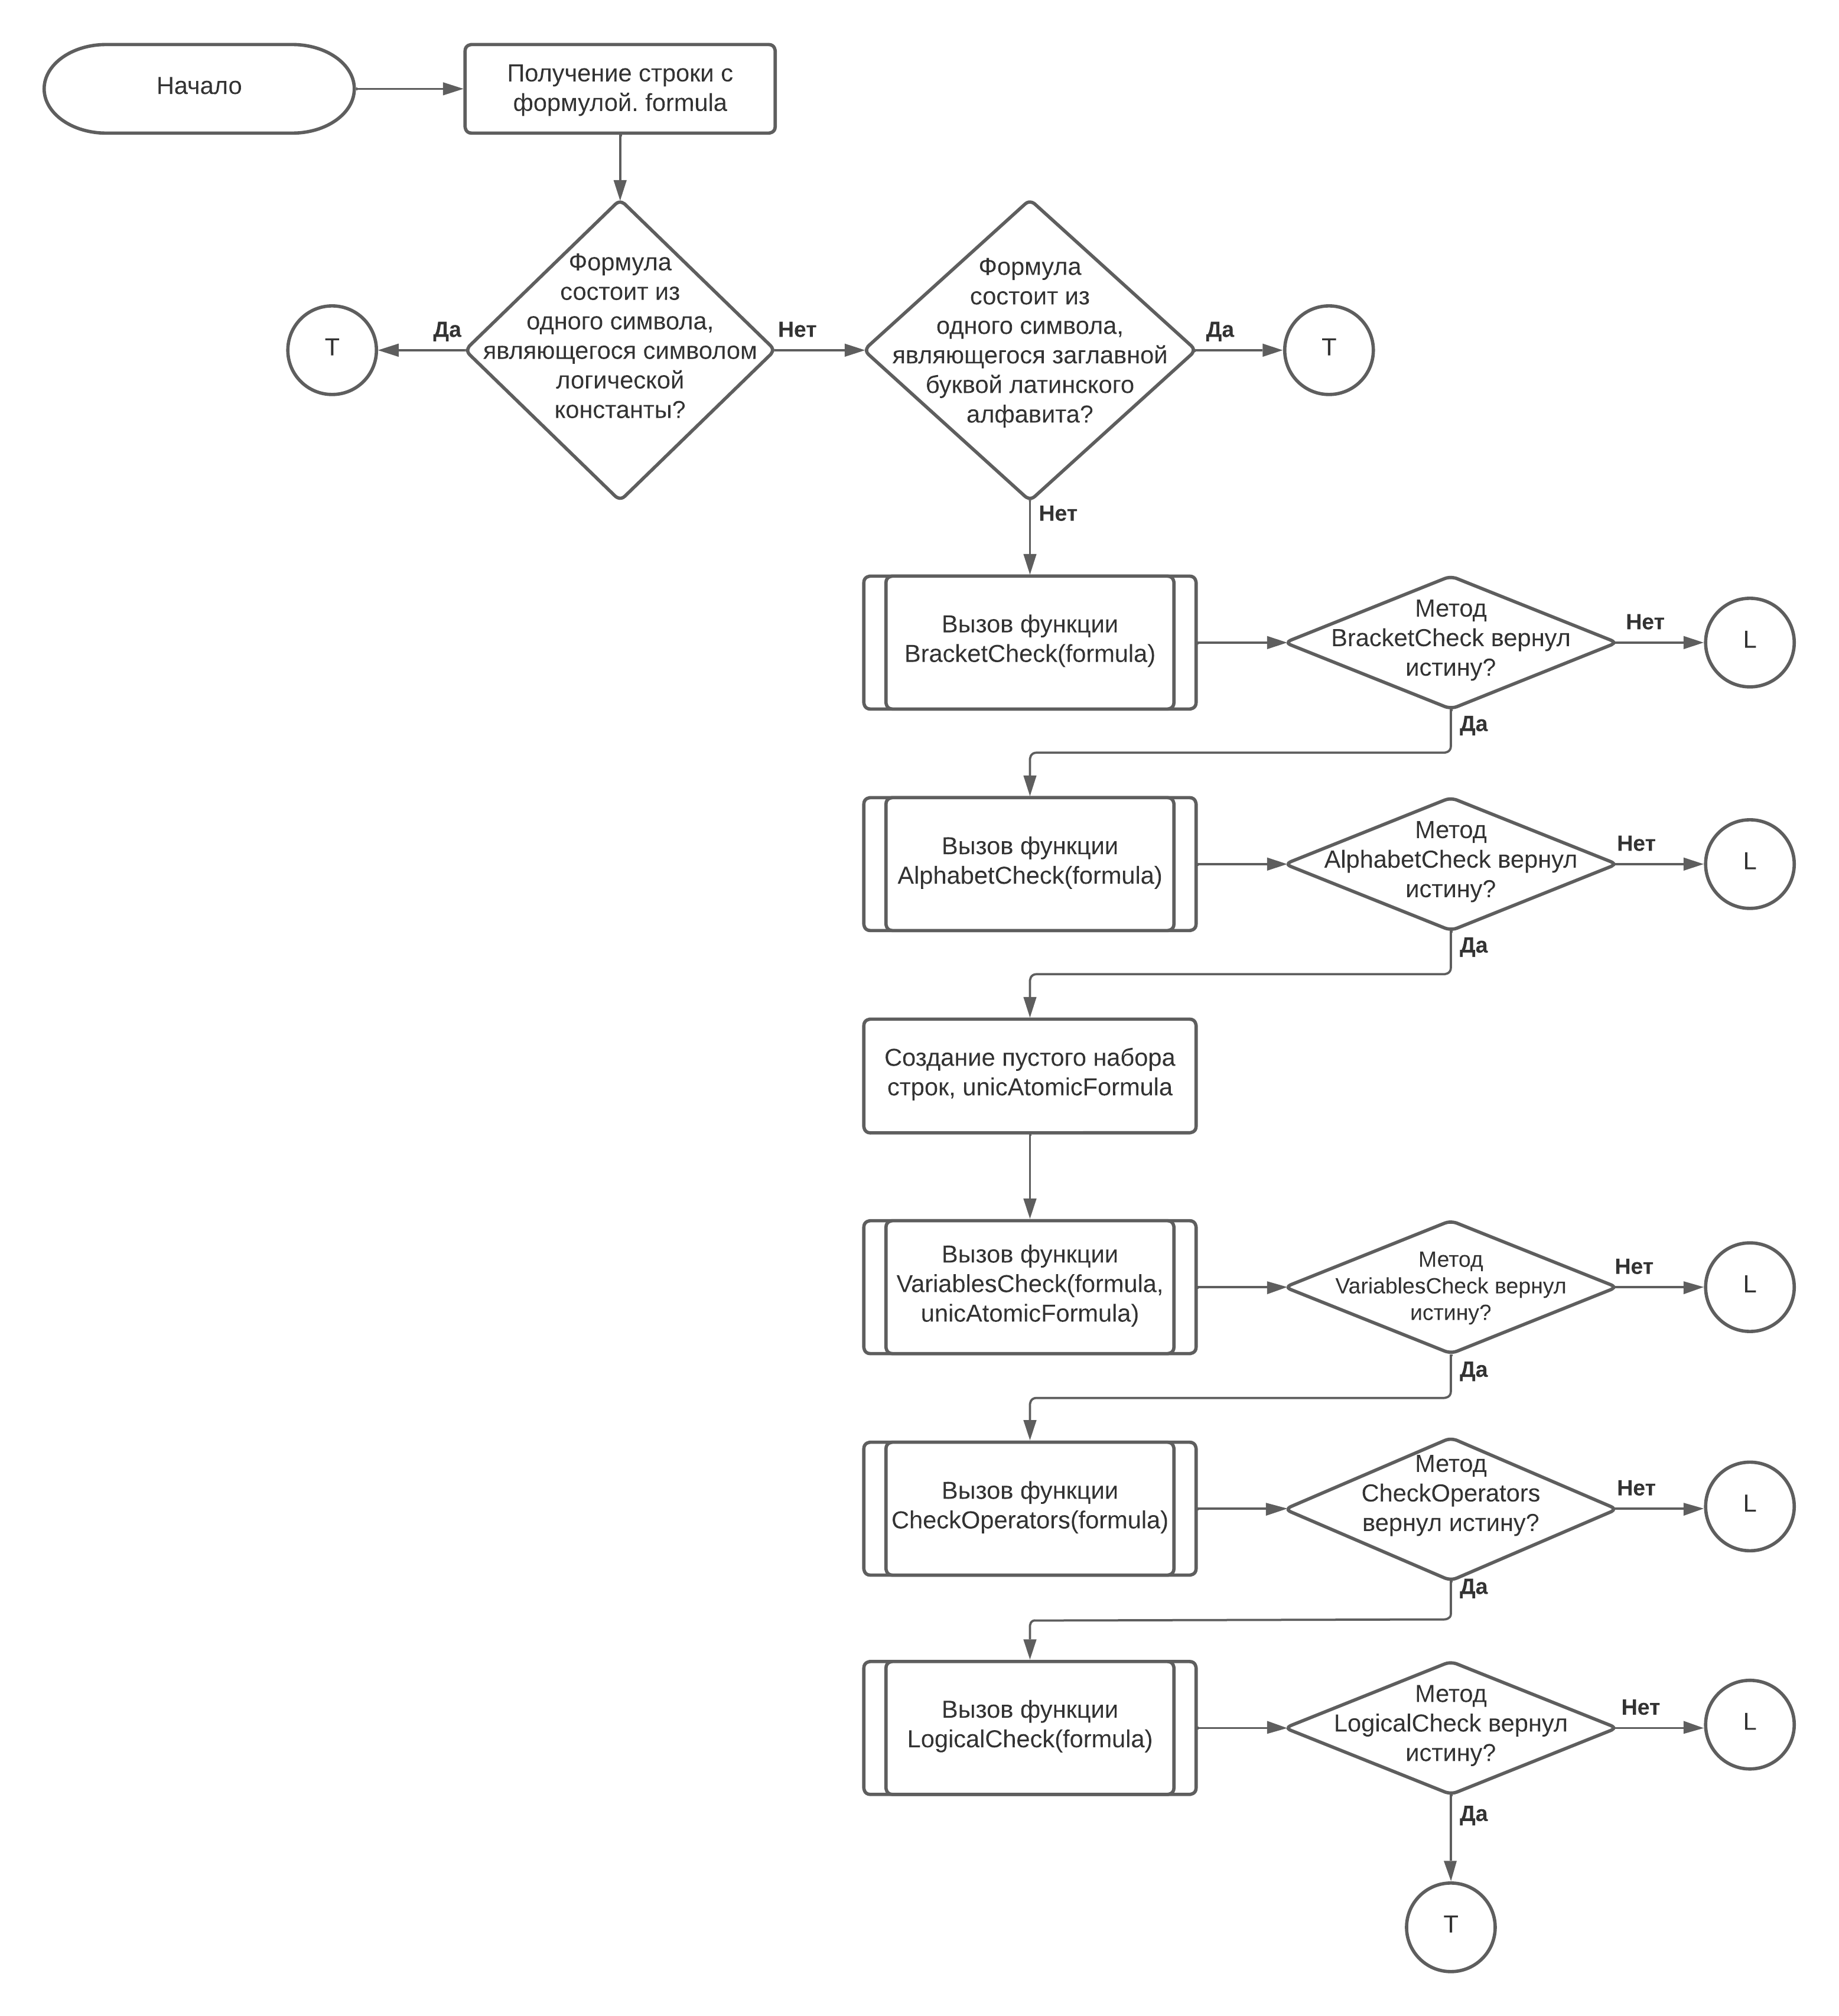 Начало
Получение строки с
формулой. formula
Формула
состоит из
одного символа,
являющегося символом
логической
константы?
Да
T
Нет
Формула
состоит из
одного символа,
являющегося заглавной
буквой латинского
алфавита?
Да
T
Нет
Вызов функции
BracketCheck(formula)
Метод
BracketCheck вернул
истину?
Нет
L
Да
Вызов функции
AlphabetCheck(formula)
Метод
AlphabetCheck вернул
истину?
Нет
L
Да
Создание пустого набора
строк, unicAtomicFormula
Вызов функции
VariablesCheck(formula,
unicAtomicFormula)
Метод
VariablesCheck вернул
истину?
Нет
L
Да
Вызов функции
CheckOperators(formula)
Метод
CheckOperators
вернул истину?
Нет
L
Да
Вызов функции
LogicalCheck(formula)
Метод
LogicalCheck вернул
истину?
Нет
L
Да
T